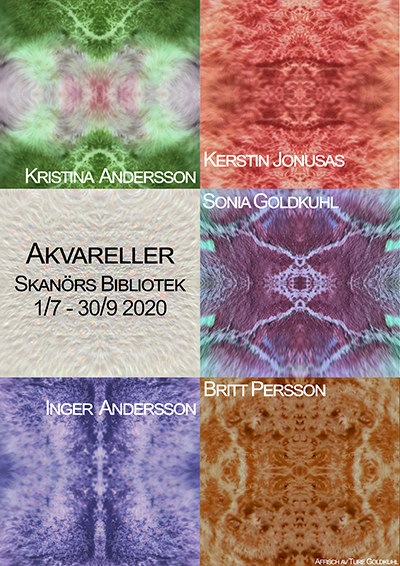 Kristina Andersson
Kerstin Jonusas
Sonia Goldkuhl
Akvareller
Skanörs Bibliotek
1/7 - 30/9 2020
Inger Andersson
Britt Persson
Affisch av Ture Goldkuhl